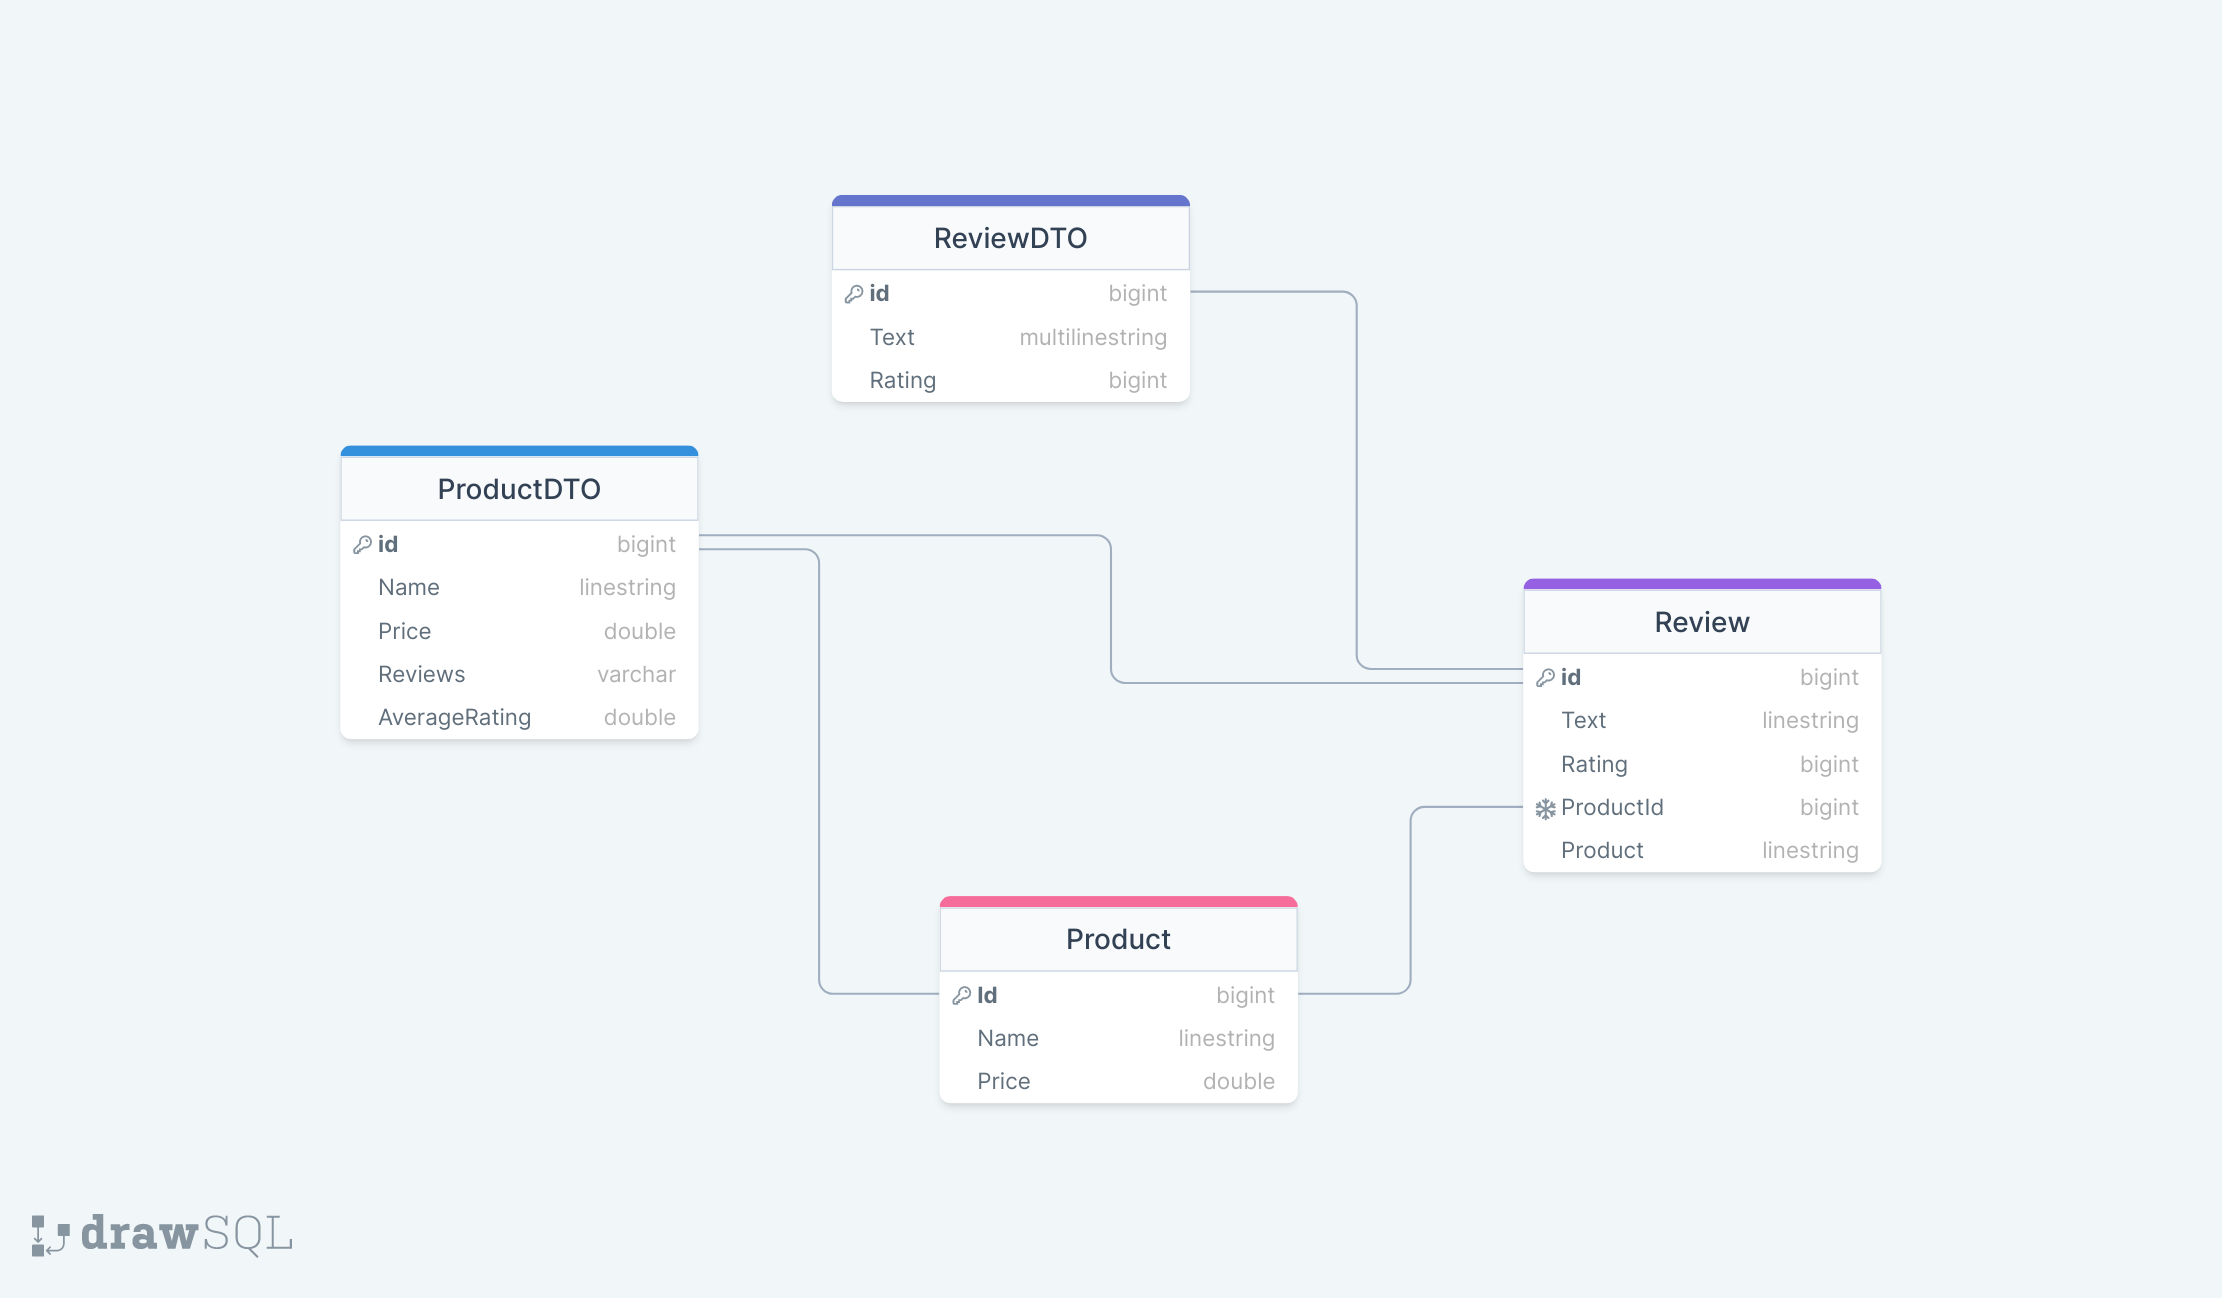 ReviewDTO
id bigint
Text multilinestring
Rating bigint
ProductDTO
id bigint
Name linestring
Price double
Reviews varchar
AverageRating double
Review
id bigint
Text linestring
Rating bigint
ProductId bigint
Product linestring
Product
Id bigint
Name linestring
Price double
drawSQL